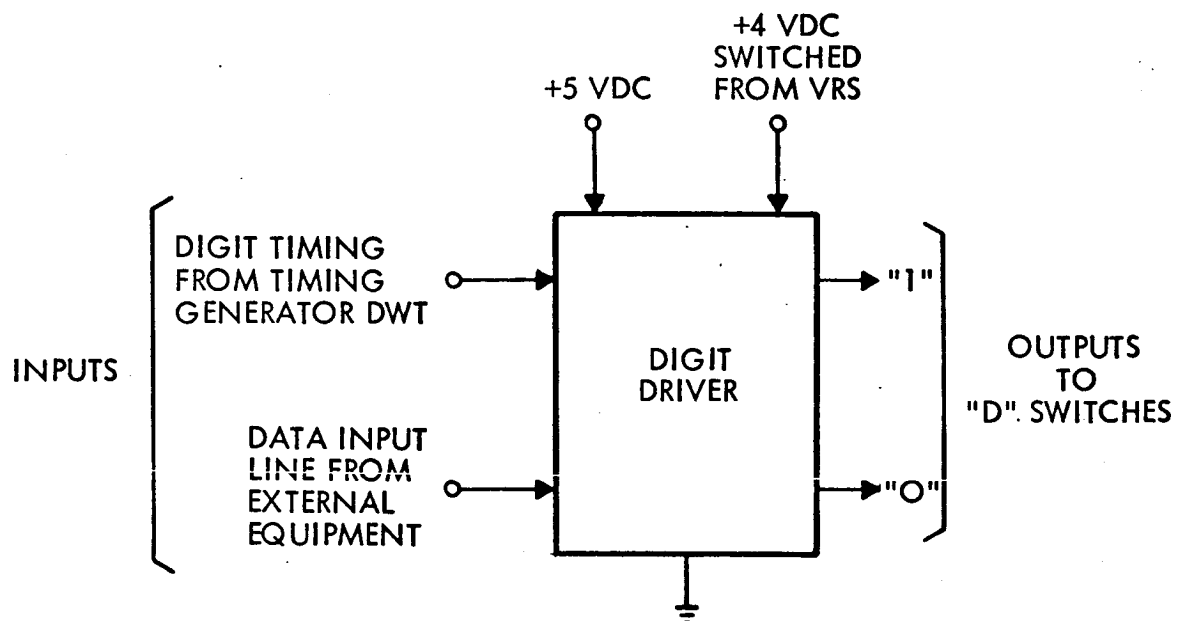 +4 VDC
SWITCHED
FROM VRS
+5 VDC
DIGIT TIMING
FROM TIMING
GENERATOR DWT
INPUTS
DATA INPUT
LINE FROM
EXTERNAL
EQUIPMENT
DIGIT
DRIVER
"1"
"O"
OUTPUTS
TO
"D". SWITCHES